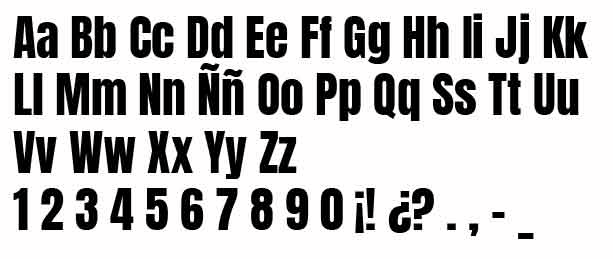 Aa Bb Cc Dd Ee Ff Gg Hh Ii Jj Kk
Ll Mm Nn Ññ Oo Pp Qq Ss Tt Uu
Vv Ww Xx Yy Zz
1 2 3 4 5 6 7 8 9 0 ¡! ¿? . , - _